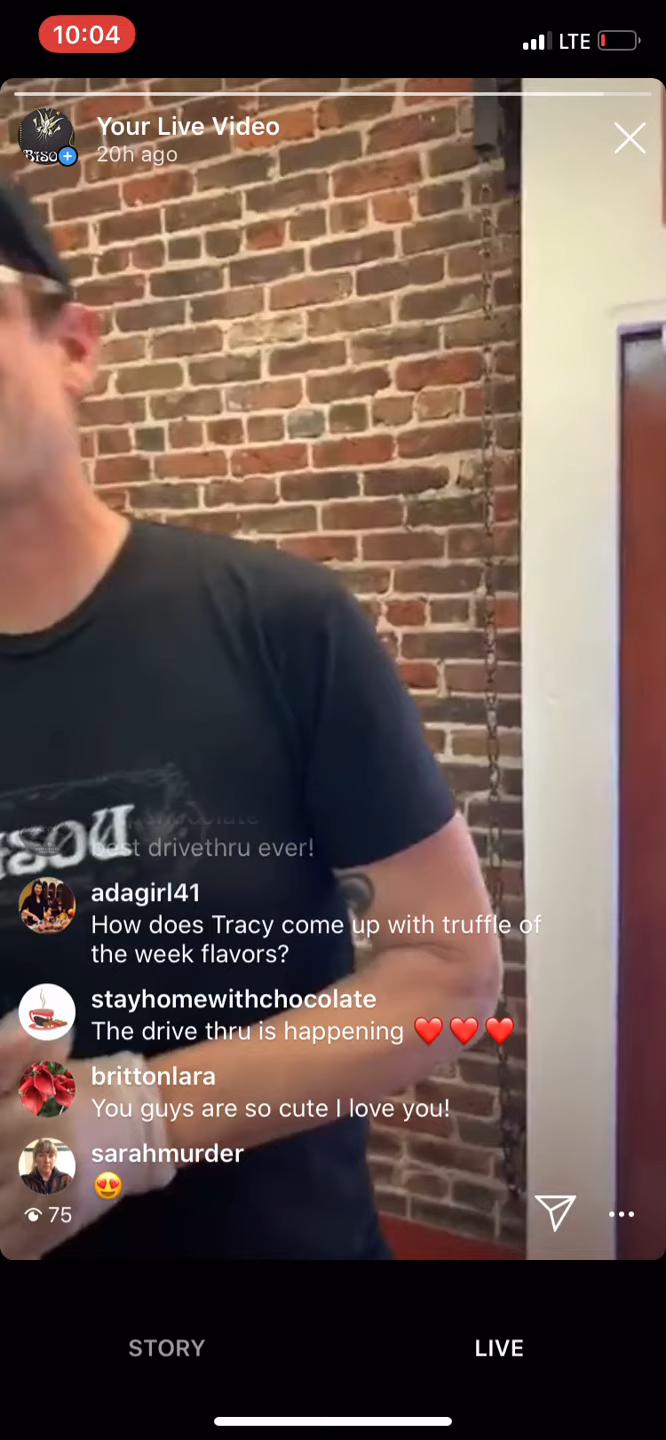 10:04
LTE
Your Live Video
20h ago
best drivethru ever!
adagirl41
How does Tracy come up with truffle of
the week flavors?
stayhomewithchocolate
The drive thru is happening ❤️❤️❤️
brittonlara
You guys are so cute I love you!
sarahmurder
😍
75
STORY
LIVE